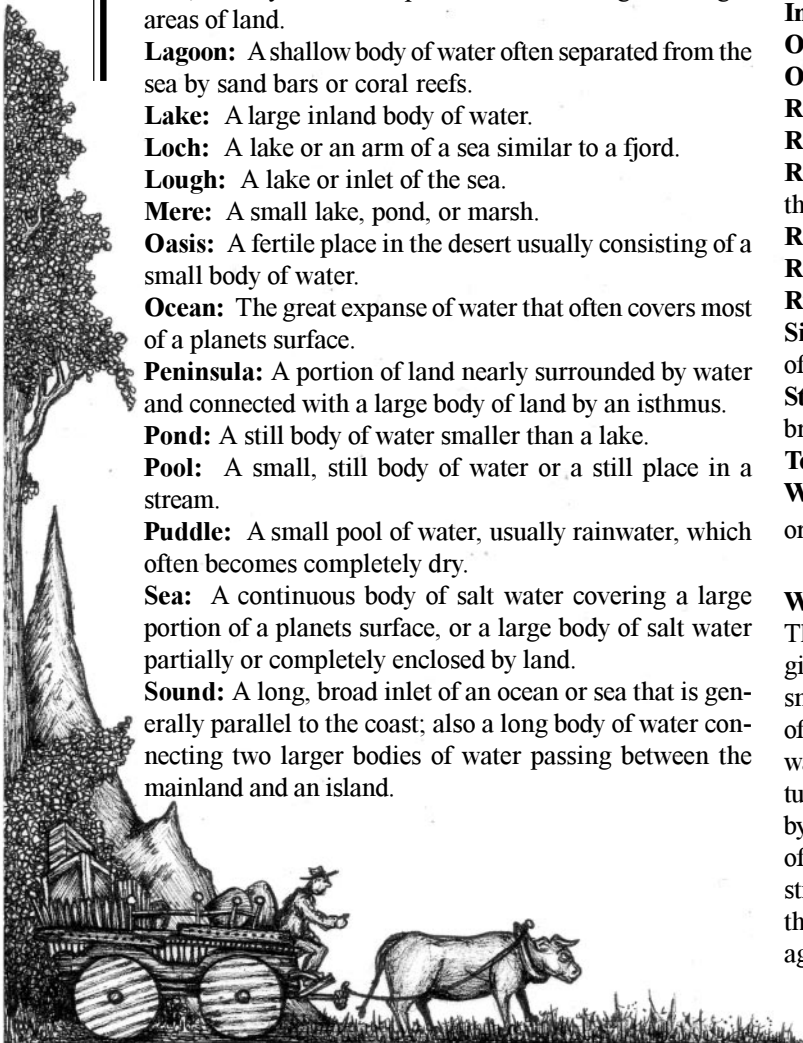 areas of land.
Lagoon: A shallow body of water often separated from the
sea by sand bars or coral reefs.
Lake: A large inland body of water.
Loch: A lake or an arm of a sea similar to a fjord.
Lough: A lake or inlet of the sea.
Mere: A small lake, pond, or marsh.
Oasis: A fertile place in the desert usually consisting of a
small body of water.
Ocean: The great expanse of water that often covers most
of a planets surface.
Peninsula: A portion of land nearly surrounded by water
and connected with a large body of land by an isthmus.
Pond: A still body of water smaller than a lake.
Pool: A small, still body of water or a still place in a
stream.
Puddle: A small pool of water, usually rainwater, which
often becomes completely dry.
Sea: A continuous body of salt water covering a large
portion of a planets surface, or a large body of salt water
partially or completely enclosed by land.
Sound: A long, broad inlet of an ocean or sea that is gen-
erally parallel to the coast; also a long body of water con-
necting two larger bodies of water passing between the
mainland and an island.